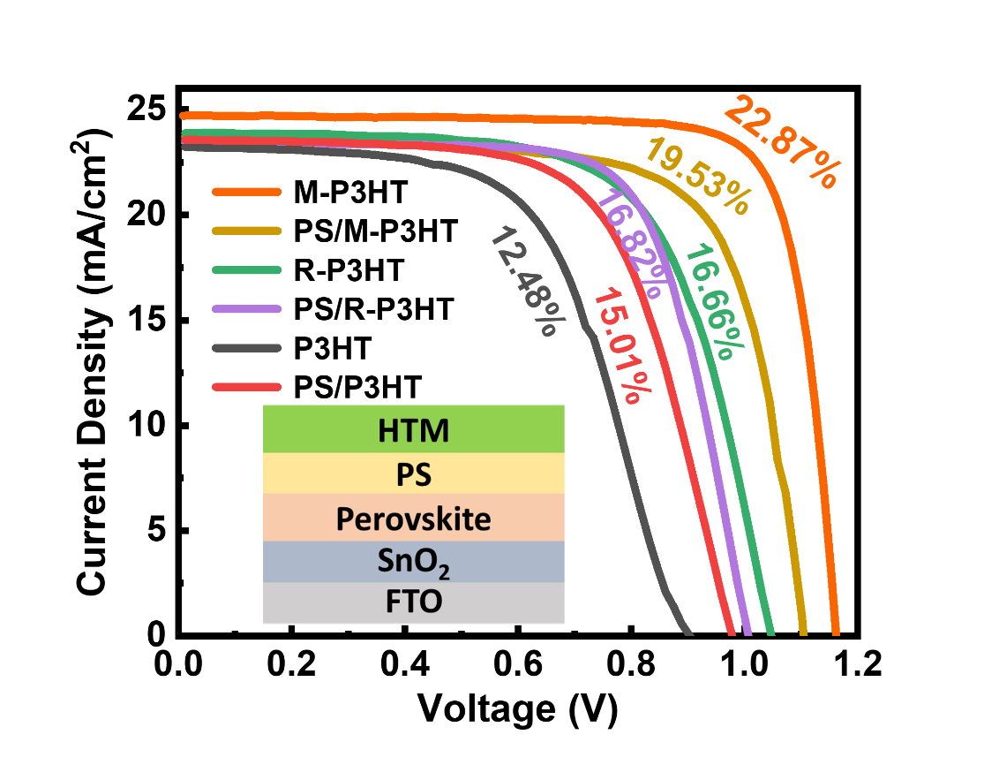 22.87%
19.53%
16.82%
16.66%
12.48%
15.01%
M-P3HT
PS/M-P3HT
R-P3HT
PS/R-P3HT
P3HT
PS/P3HT
HTM
PS
Perovskite
SnO₂
FTO
Current Density (mA/cm²)
25
20
15
10
5
0
0.0 0.2 0.4 0.6 0.8 1.0 1.2
Voltage (V)